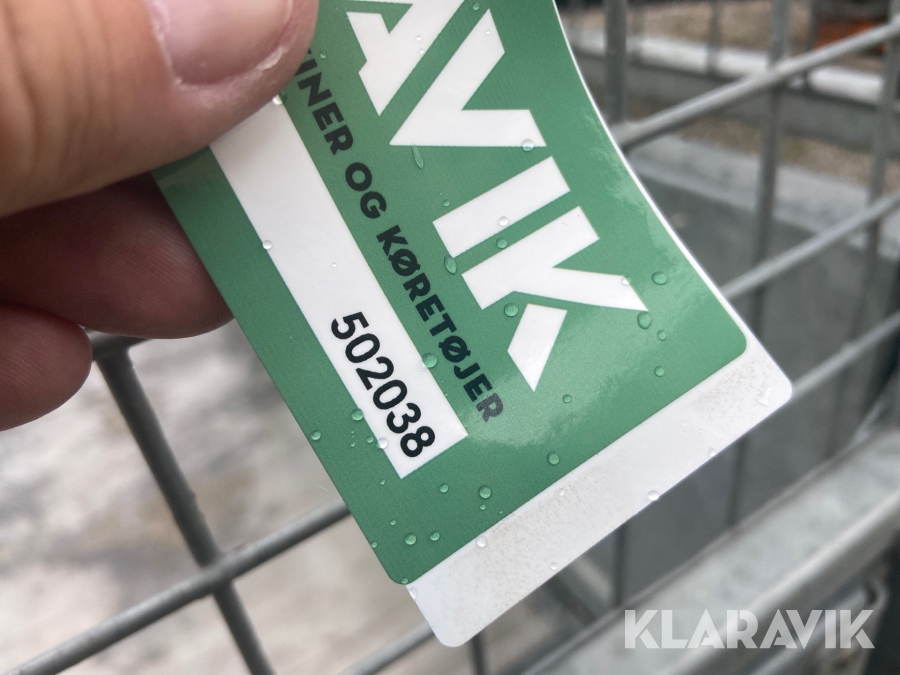 AVIK
INER OG KØRETØJER
502038
KLARAVIK